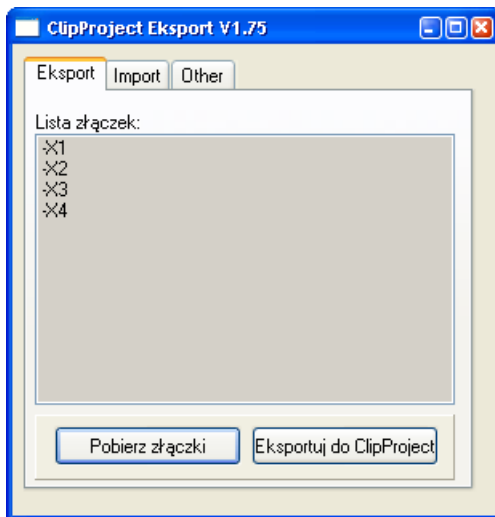 ClipProject Eksport V1.75
Eksport Import Other
Lista złączek:
-X1
-X2
-X3
-X4
Pobierz złączki Eksportuj do ClipProject